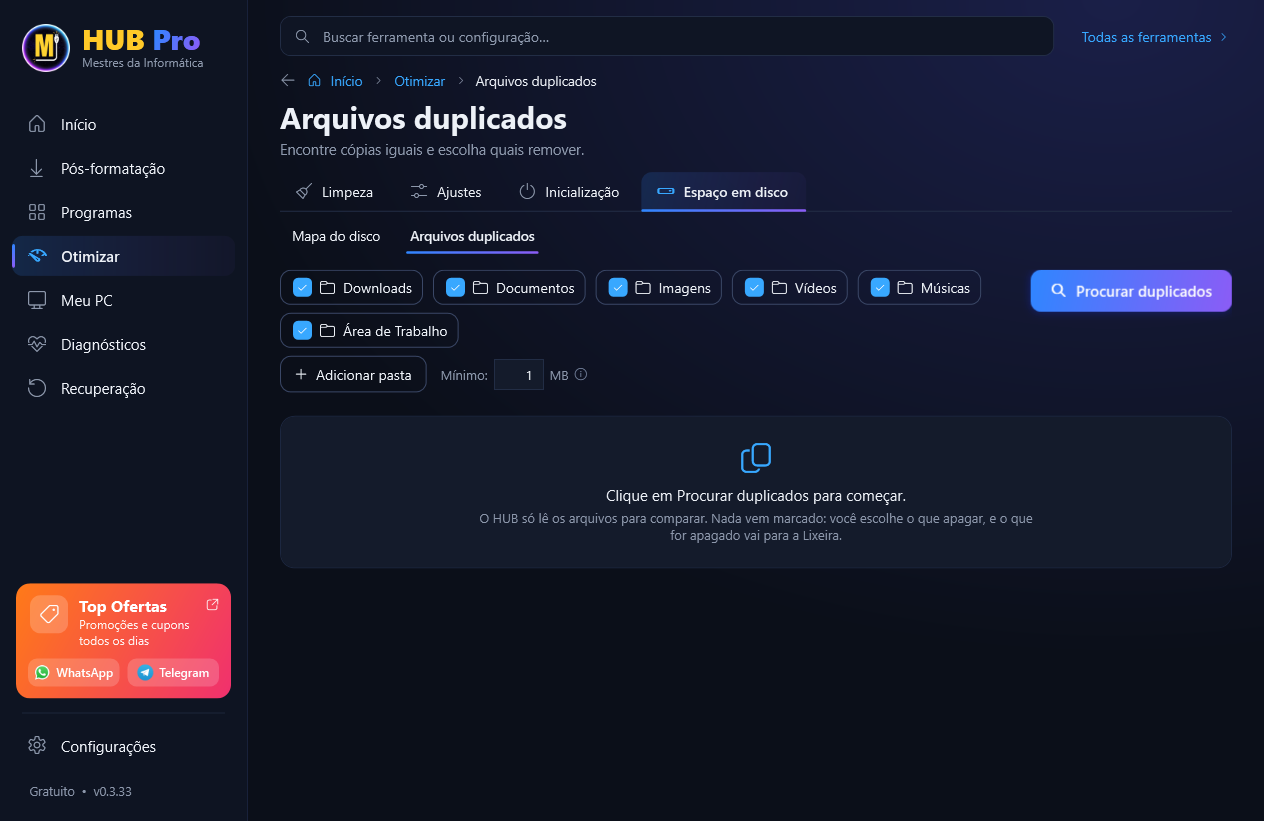 HUB Pro
Mestres da Informática
Buscar ferramenta ou configuração...
Todas as ferramentas
Início
Otimizar
Arquivos duplicados
Arquivos duplicados
Encontre cópias iguais e escolha quais remover.
Limpeza
Ajustes
Inicialização
Espaço em disco
Mapa do disco
Arquivos duplicados
Downloads
Documentos
Imagens
Vídeos
Músicas
Procurar duplicados
Área de Trabalho
Adicionar pasta
Mínimo:
1
MB
Clique em Procurar duplicados para começar.
O HUB só lê os arquivos para comparar. Nada vem marcado: você escolhe o que apagar, e o que
for apagado vai para a Lixeira.
Início
Pós-formatação
Programas
Otimizar
Meu PC
Diagnósticos
Recuperação
Top Ofertas
Promoções e cupons
todos os dias
WhatsApp
Telegram
Configurações
Gratuito • v0.3.33